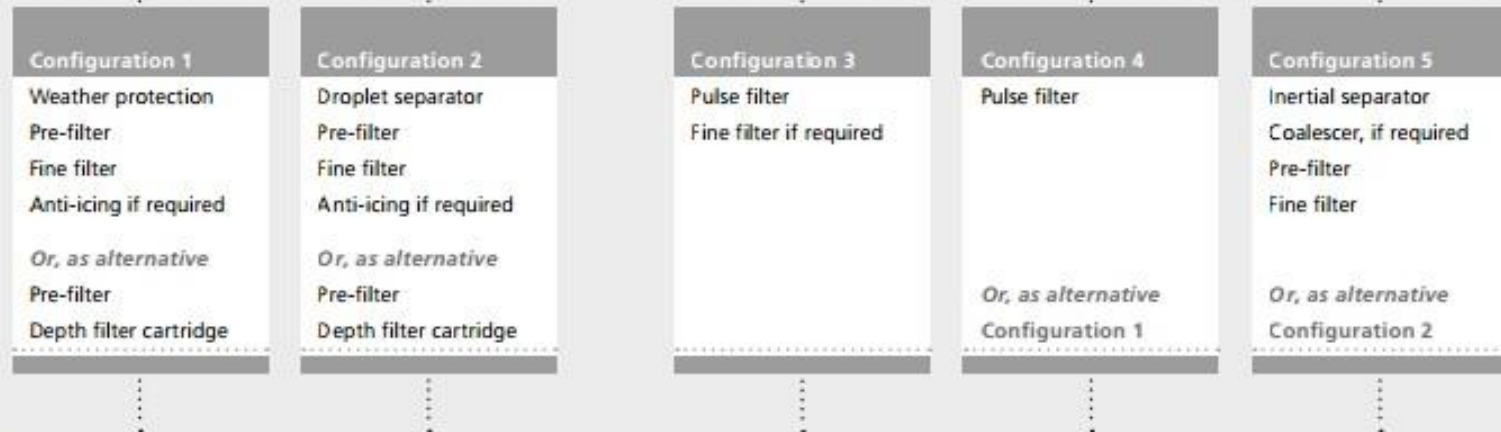 Configuration 1
Weather protection
Pre-filter
Fine filter
Anti-icing if required
Or, as alternative
Pre-filter
Depth filter cartridge
Configuration 2
Droplet separator
Pre-filter
Fine filter
Anti-icing if required
Or, as alternative
Pre-filter
Depth filter cartridge
Configuration 3
Pulse filter
Fine filter if required
Configuration 4
Pulse filter
Or, as alternative
Configuration 1
Configuration 5
Inertial separator
Coalescer, if required
Pre-filter
Fine filter
Or, as alternative
Configuration 2